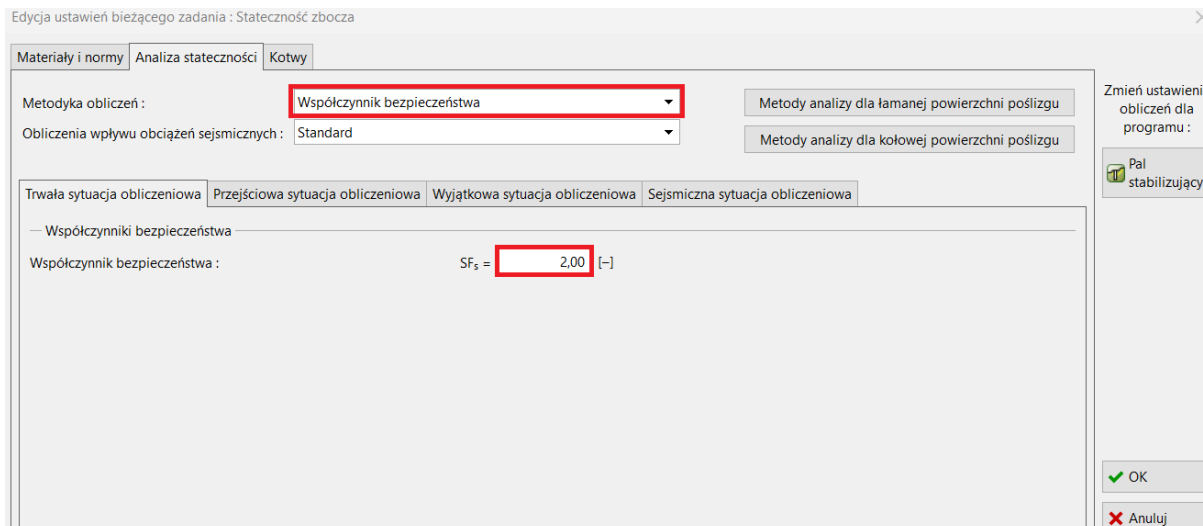 Edycja ustawień bieżącego zadania : Stateczność zbocza
Materiały i normy Analiza stateczności Kotwy
Metodyka obliczeń : Współczynnik bezpieczeństwa Metody analizy dla łamanej powierzchni poślizgu
Obliczenia wpływu obciążeń sejsmicznych : Standard Metody analizy dla kołowej powierzchni poślizgu
Trwała sytuacja obliczeniowa Przejściowa sytuacja obliczeniowa Wyjątkowa sytuacja obliczeniowa Sejsmiczna sytuacja obliczeniowa
Współczynniki bezpieczeństwa
Współczynnik bezpieczeństwa : SFₛ = 2,00 [–]
Zmień ustawieni
obliczeń dla
programu :
Pal
stabilizujący
OK
Anuluj